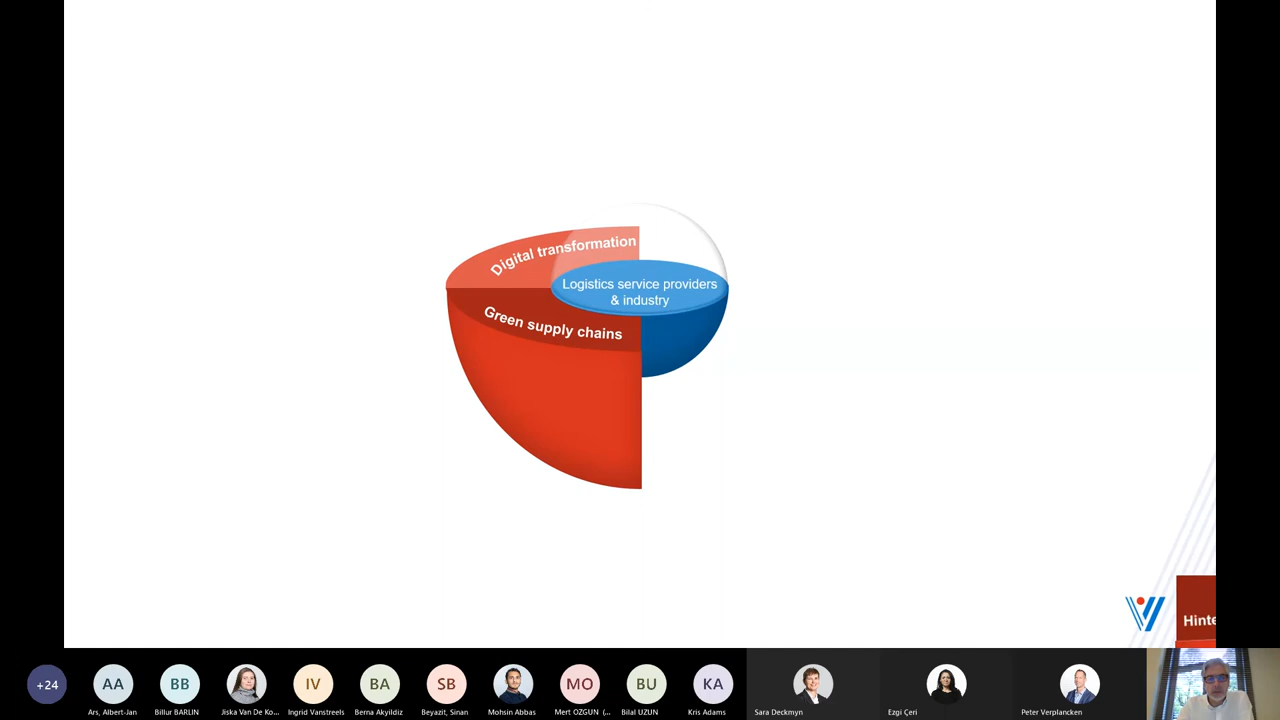 Digital transformation
Logistics service providers
& industry
Green supply chains
Hinte
+24
AA
BB
IV
BA
SB
MO
BU
KA
Ars, Albert-Jan
Billur BARLIN
Jiska Van De Ko...
Ingrid Vanstreels
Berna Akyildiz
Beyazit, Sinan
Mohsin Abbas
Mert OZGUN (...
Bilal UZUN
Kris Adams
Sara Deckmyn
Ezgi Çeri
Peter Verplancken